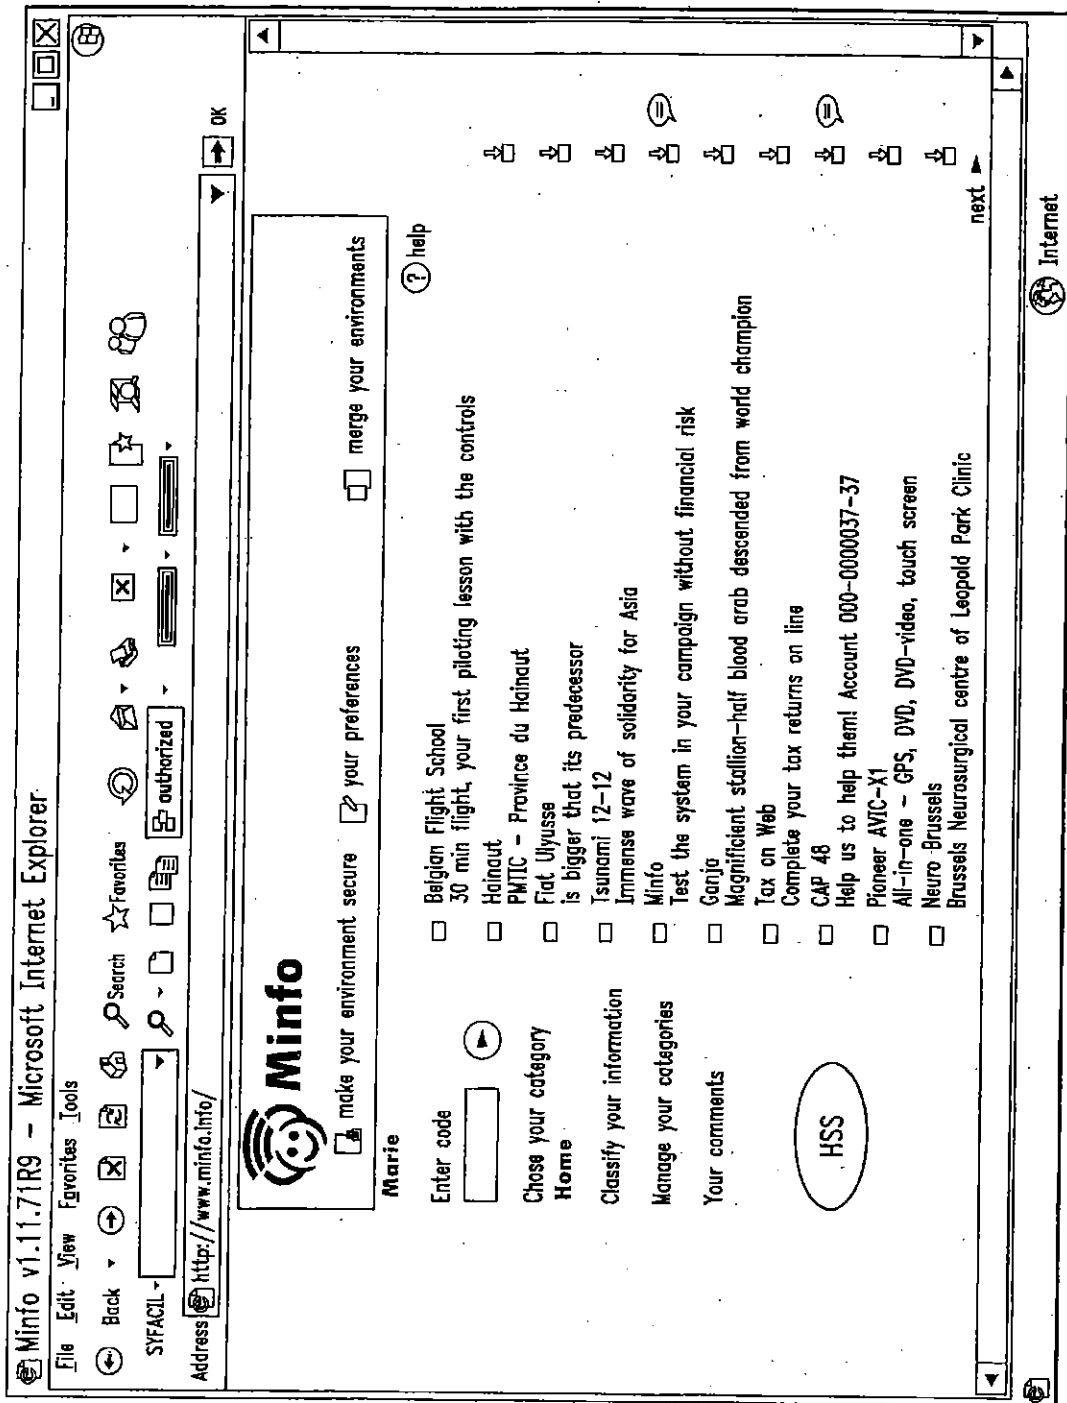 Minfo v1.11.71R9 - Microsoft Internet Explorer
File Edit View Favorites Tools
Back Search Favorites
SYFACIL authorized
Address http://www.minfo.info/ OK
Minfo
make your environment secure your preferences merge your environments
Marie
? help
Enter code
Chose your category
Home
Classify your information
Manage your categories
Your comments
HSS
Belgian Flight School
30 min flight, your first piloting lesson with the controls
Hainaut
PMTIC - Province du Hainaut
Fiat Ulyusse
is bigger that its predecessor
Tsunami 12-12
Immense wave of solidarity for Asia
Minfo
Test the system in your campaign without financial risk
Ganja
Magnificient stallion-half blood arab descended from world champion
Tax on Web
Complete your tax returns on line
CAP 48
Help us to help them! Account 000-0000037-37
Pioneer AVIC-X1
All-in-one - GPS, DVD, DVD-video, touch screen
Neuro Brussels
Brussels Neurosurgical centre of Leopold Park Clinic
next
Internet